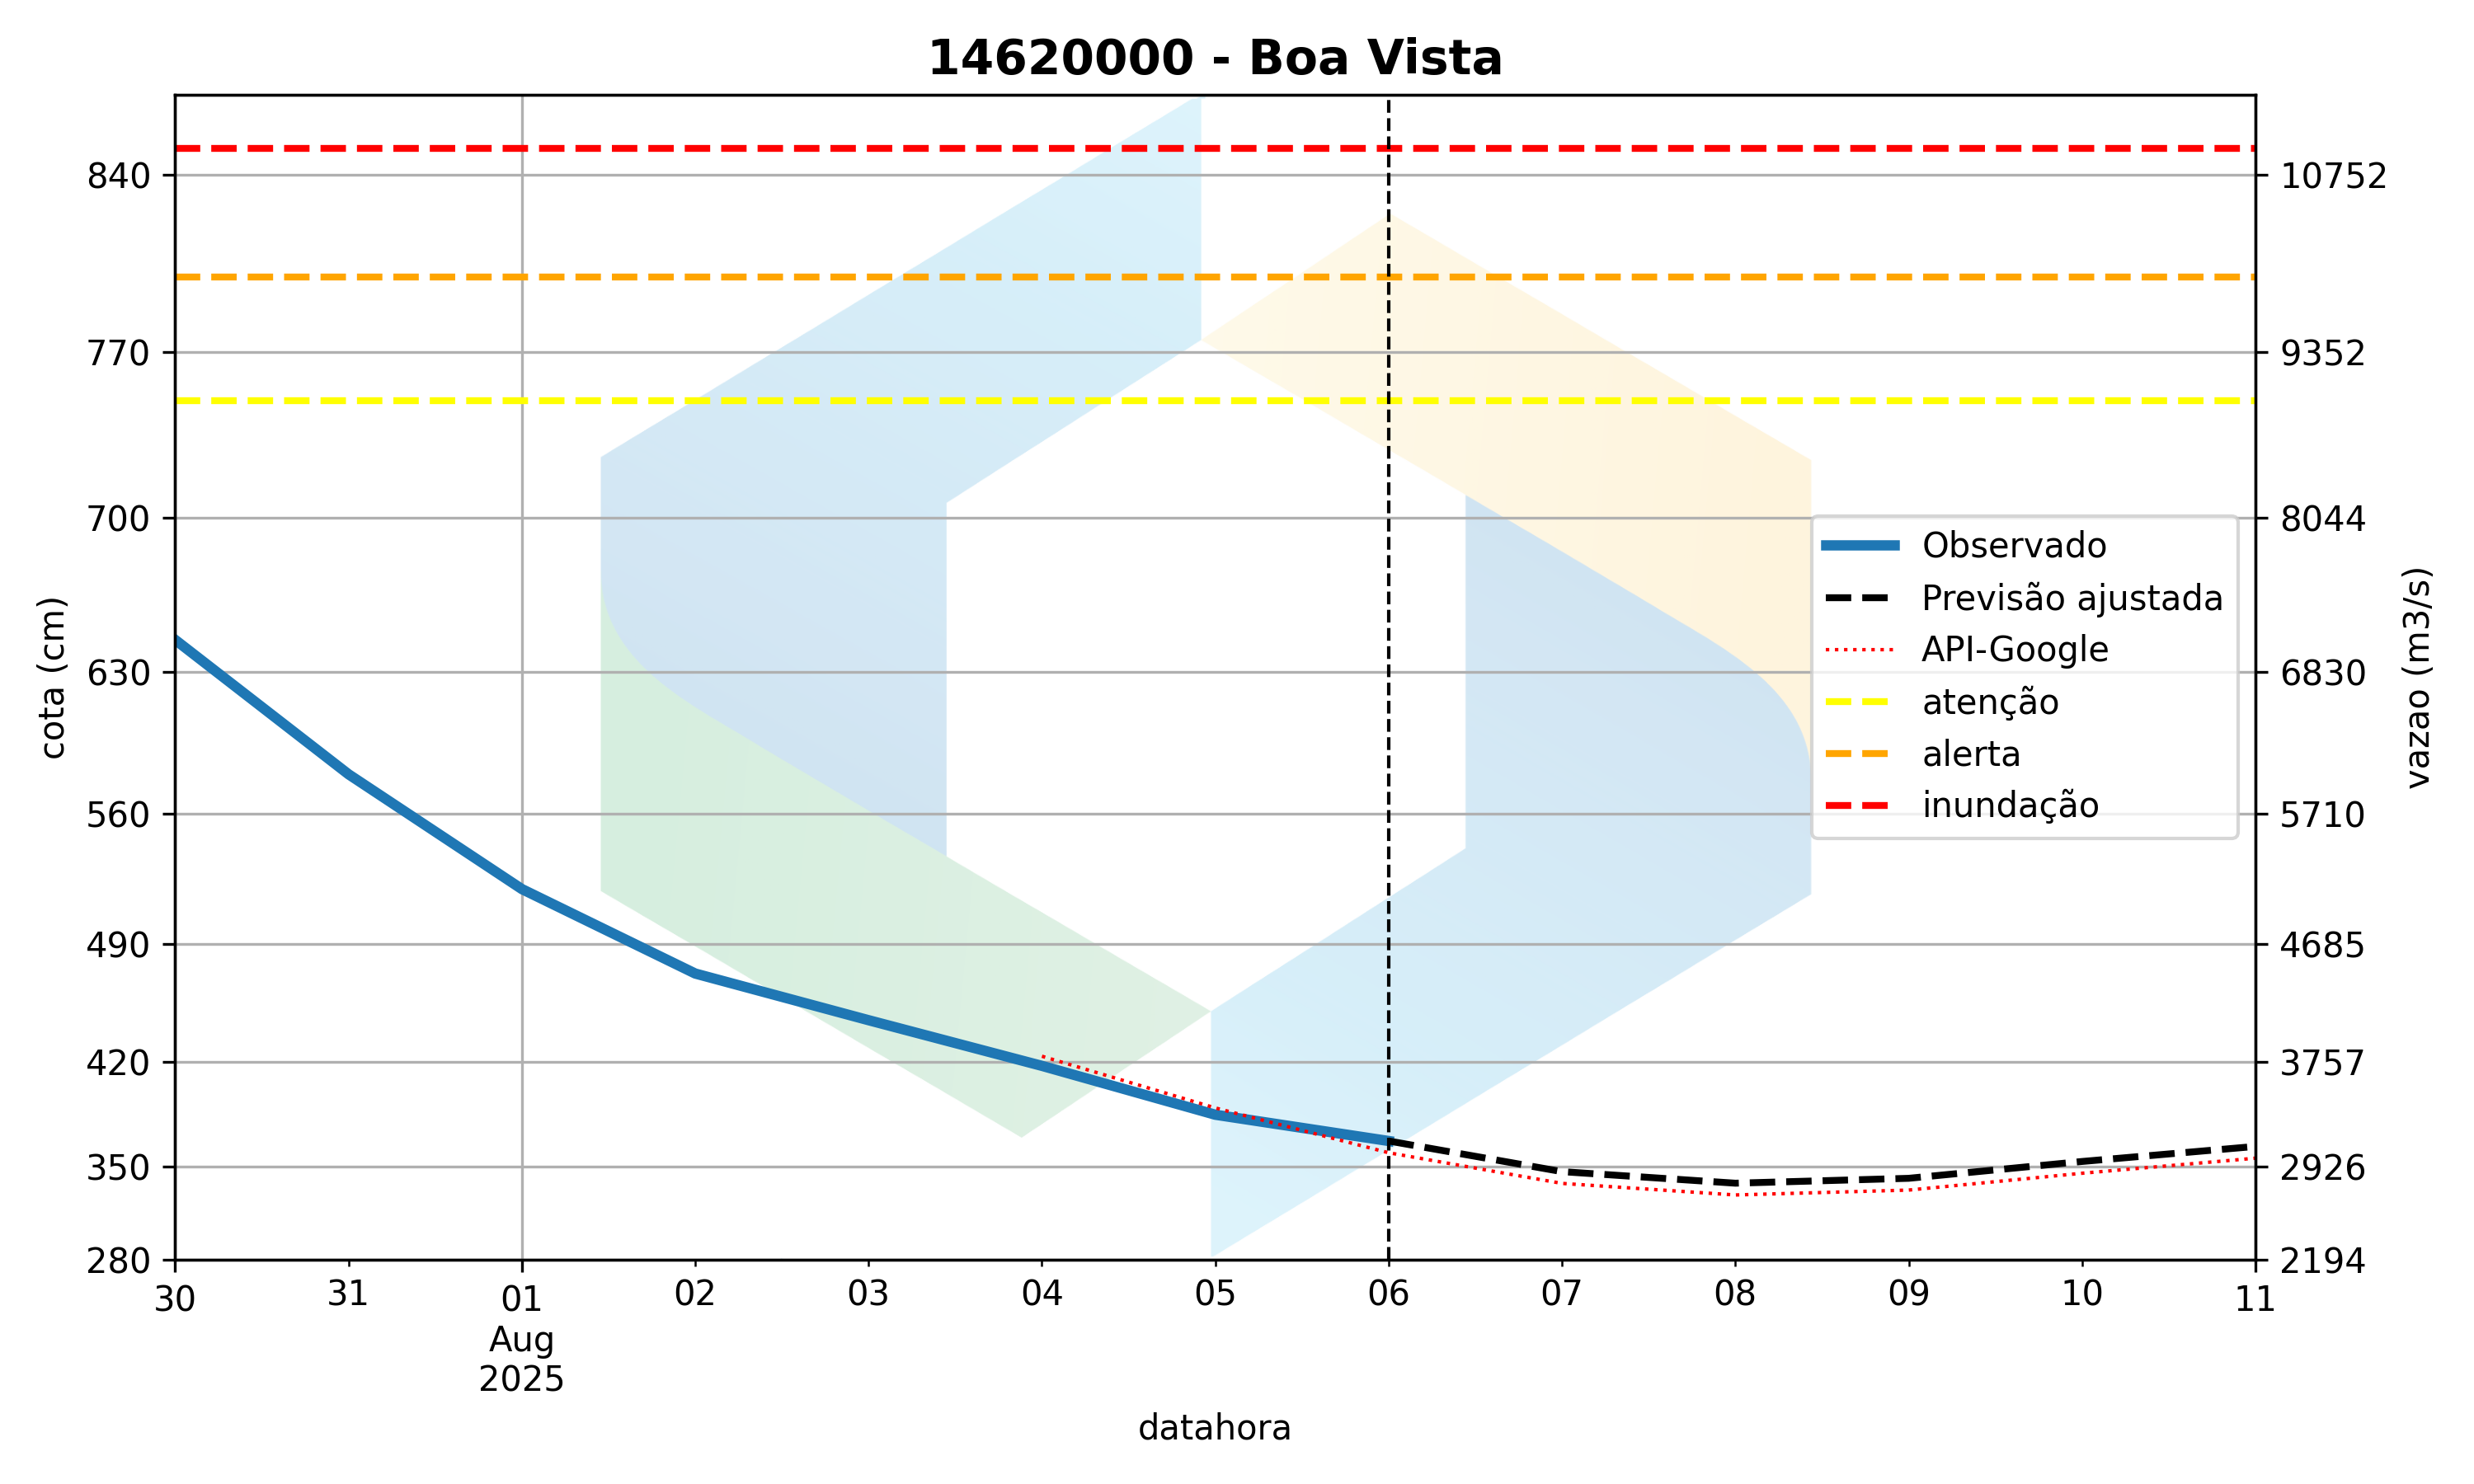 14620000 - Boa Vista
840
770
700
630
560
490
420
350
280
cota (cm)
10752
9352
8044
6830
5710
4685
3757
2926
2194
vazao (m3/s)
Observado
Previsão ajustada
API-Google
atenção
alerta
inundação
30 31 01 02 03 04 05 06 07 08 09 10 11
Aug
2025
datahora